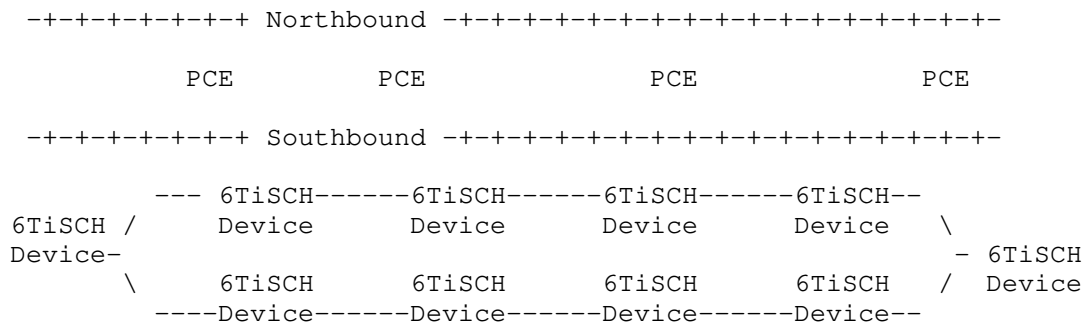 -+-+-+-+-+-+-+ Northbound -+-+-+-+-+-+-+-+-+-+-+-+-+-+-+-+-+-
PCE PCE PCE PCE
-+-+-+-+-+-+-+ Southbound -+-+-+-+-+-+-+-+-+-+-+-+-+-+-+-+-+-
--- 6TiSCH------6TiSCH------6TiSCH------6TiSCH--
6TiSCH / Device Device Device Device \
Device- - 6TiSCH
\ 6TiSCH 6TiSCH 6TiSCH 6TiSCH / Device
----Device------Device------Device------Device--